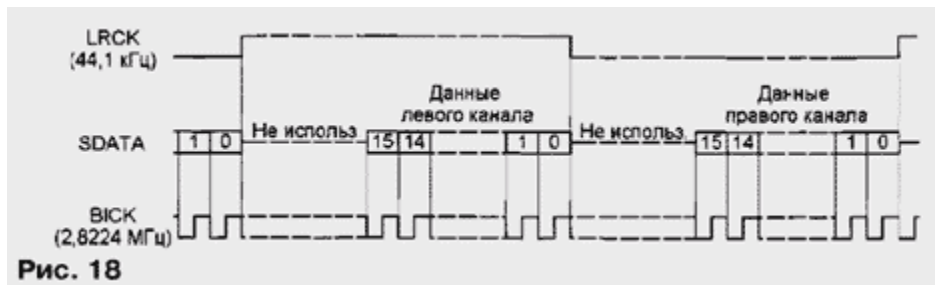 LRCK
(44,1 кГц)
Данные
левого канала
Данные
правого канала
SDATA
1 0 Не использ. 15 14 1 0 Не использ. 15 14 1 0
BICK
(2,8224 МГц)
Рис. 18